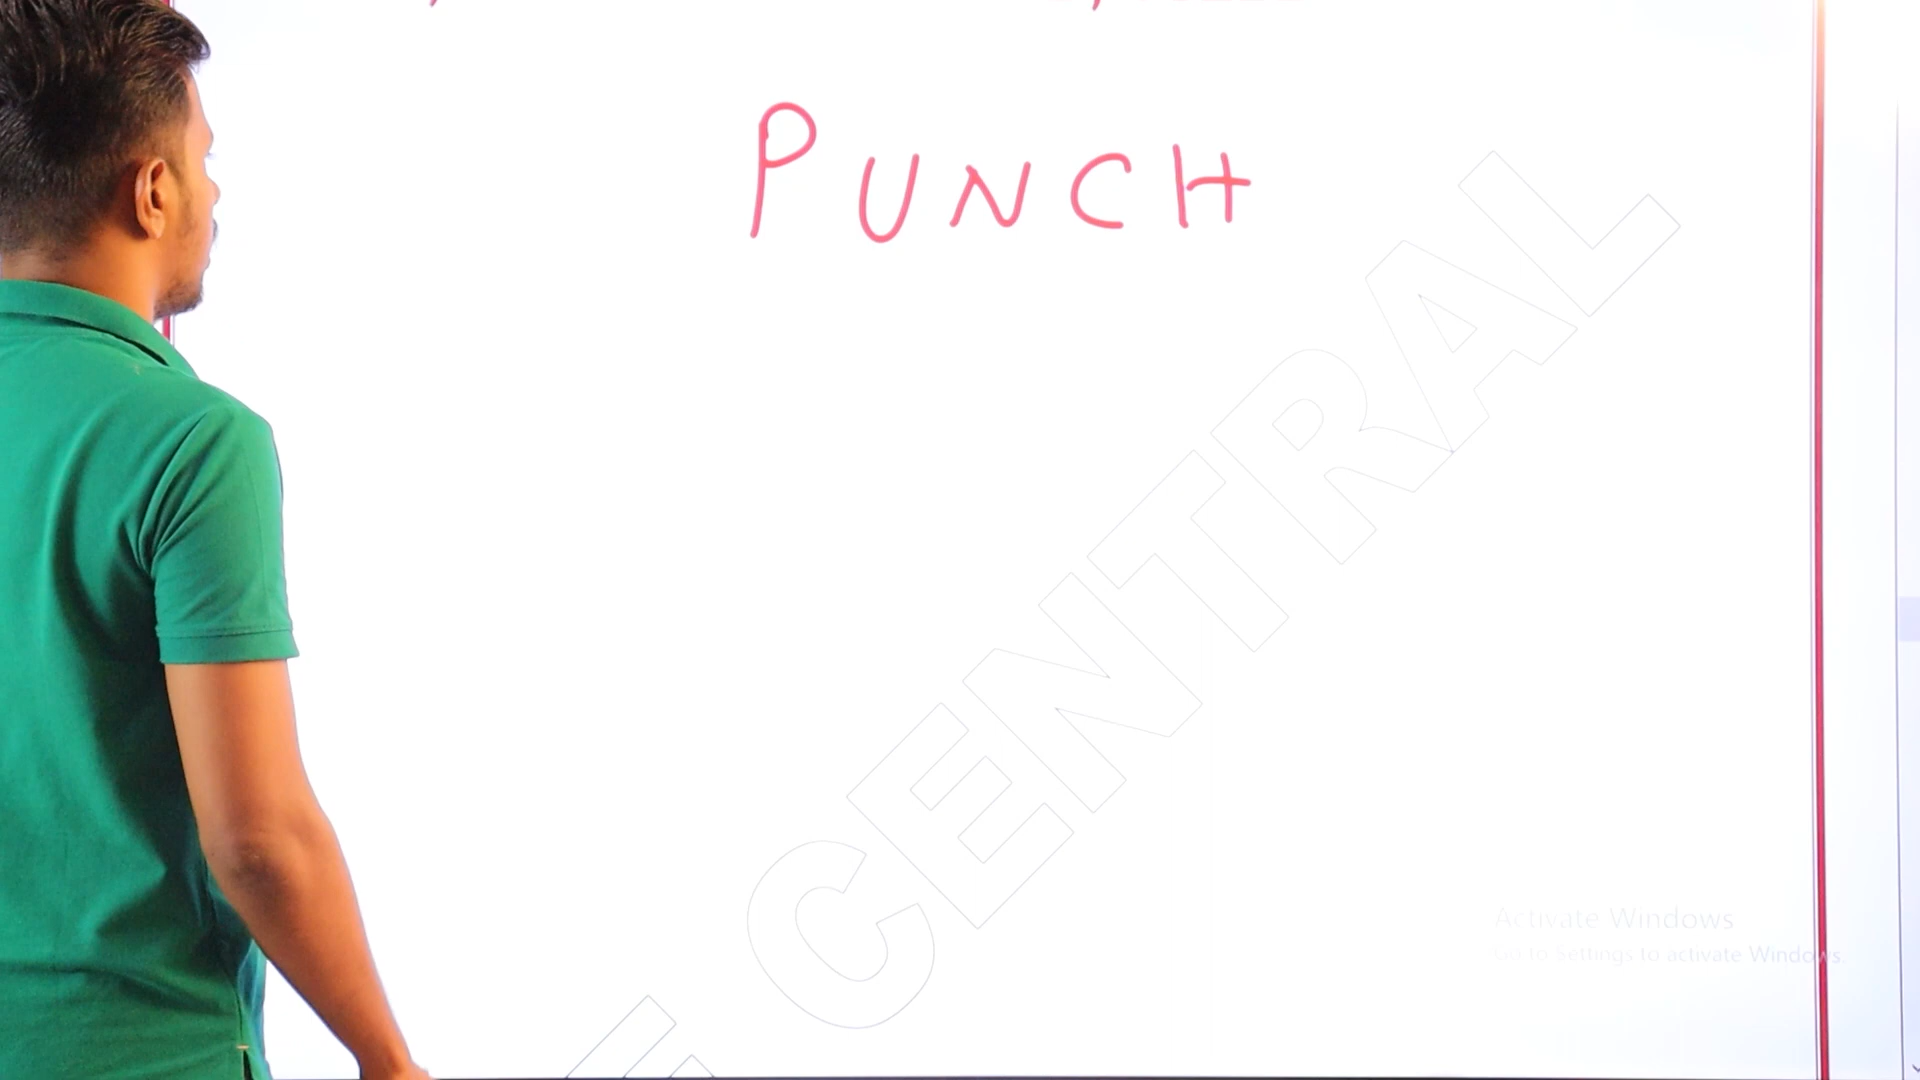 PUNCH
CENTRAL
Activate Windows
Go to Settings to activate Windows.